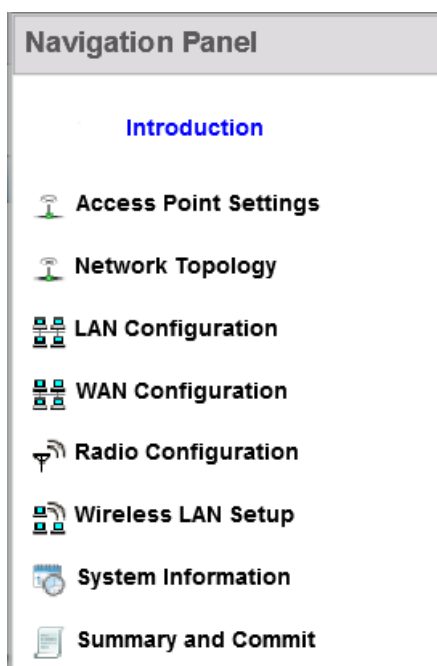 Navigation Panel
Introduction
Access Point Settings
Network Topology
LAN Configuration
WAN Configuration
Radio Configuration
Wireless LAN Setup
System Information
Summary and Commit